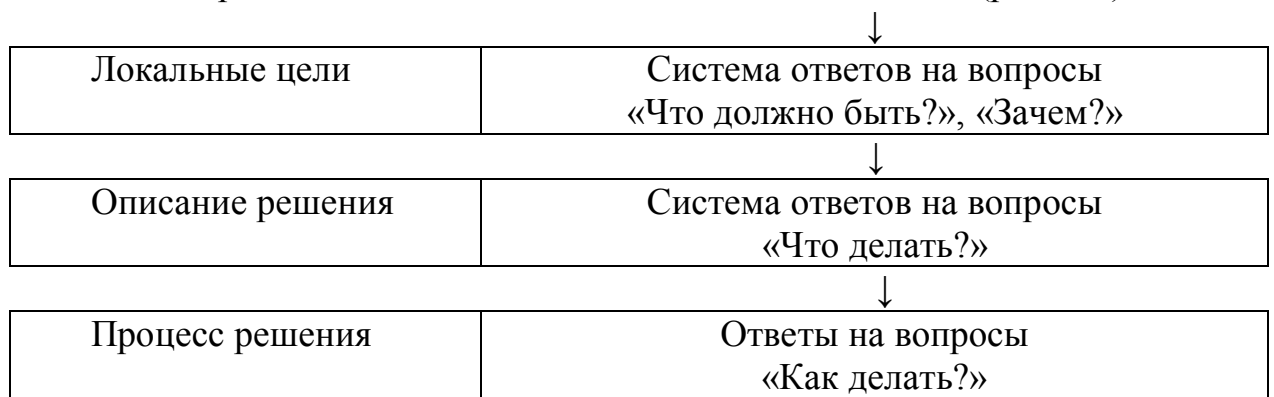 ↓
Локальные цели Система ответов на вопросы
«Что должно быть?», «Зачем?»
↓
Описание решения Система ответов на вопросы
«Что делать?»
↓
Процесс решения Ответы на вопросы
«Как делать?»